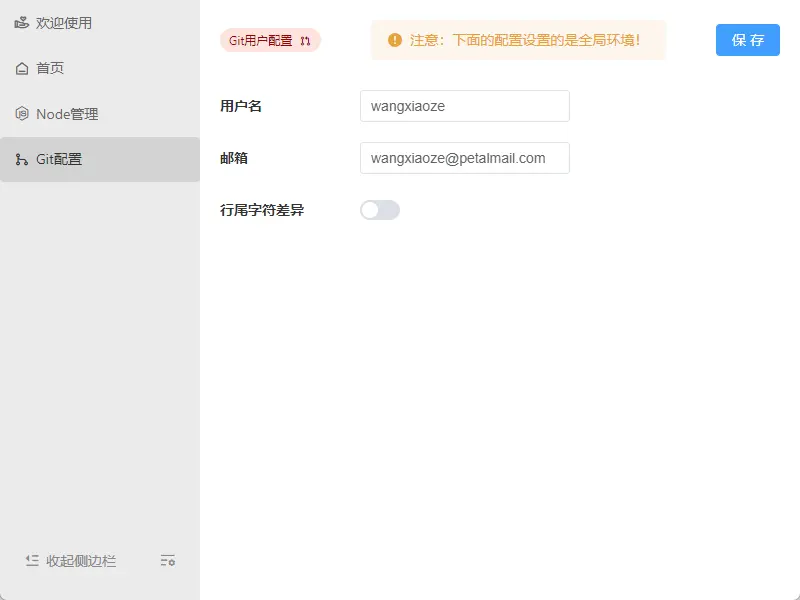 欢迎使用
首页
Node管理
Git配置
收起侧边栏
Git用户配置
注意：下面的配置设置的是全局环境！
保 存
用户名
wangxiaoze
邮箱
wangxiaoze@petalmail.com
行尾字符差异